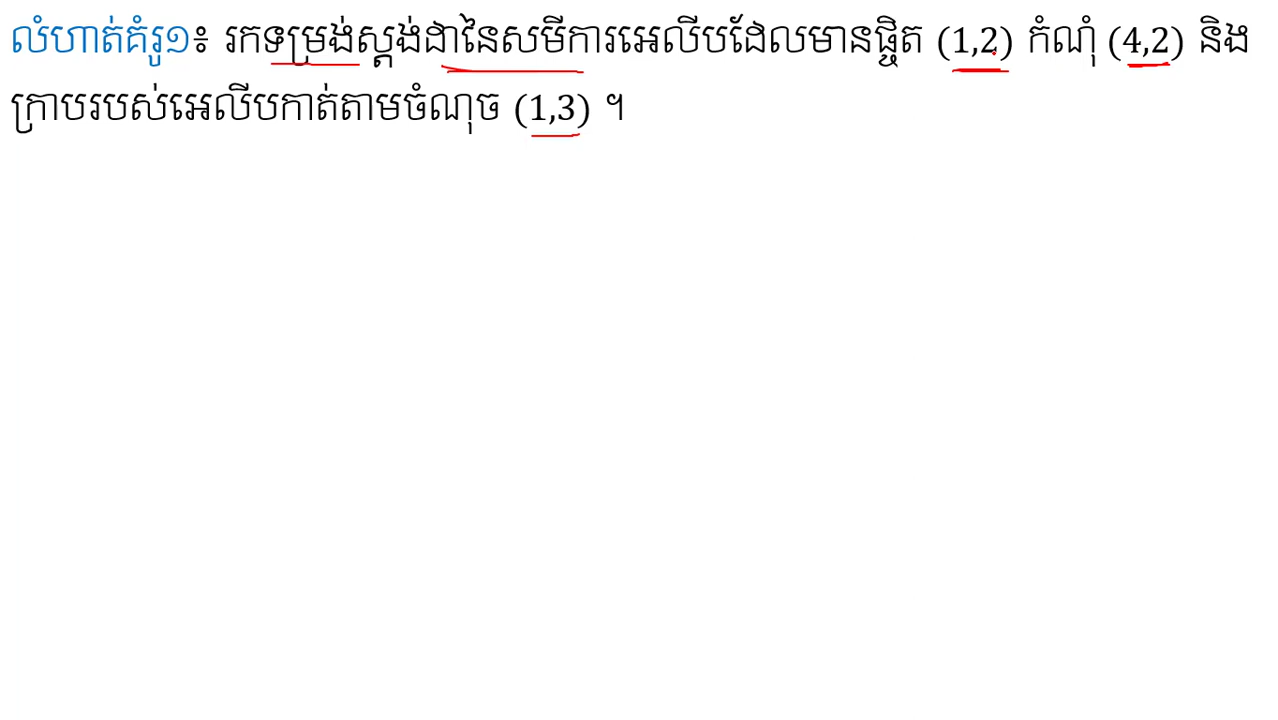 លំហាត់គំរូ១៖ រកទម្រង់ស្តង់ដានៃសមីការអេលីបដែលមានផ្ចិត (1,2) កំណុំ (4,2) និង
ក្រាបរបស់អេលីបកាត់តាមចំណុច (1,3) ។